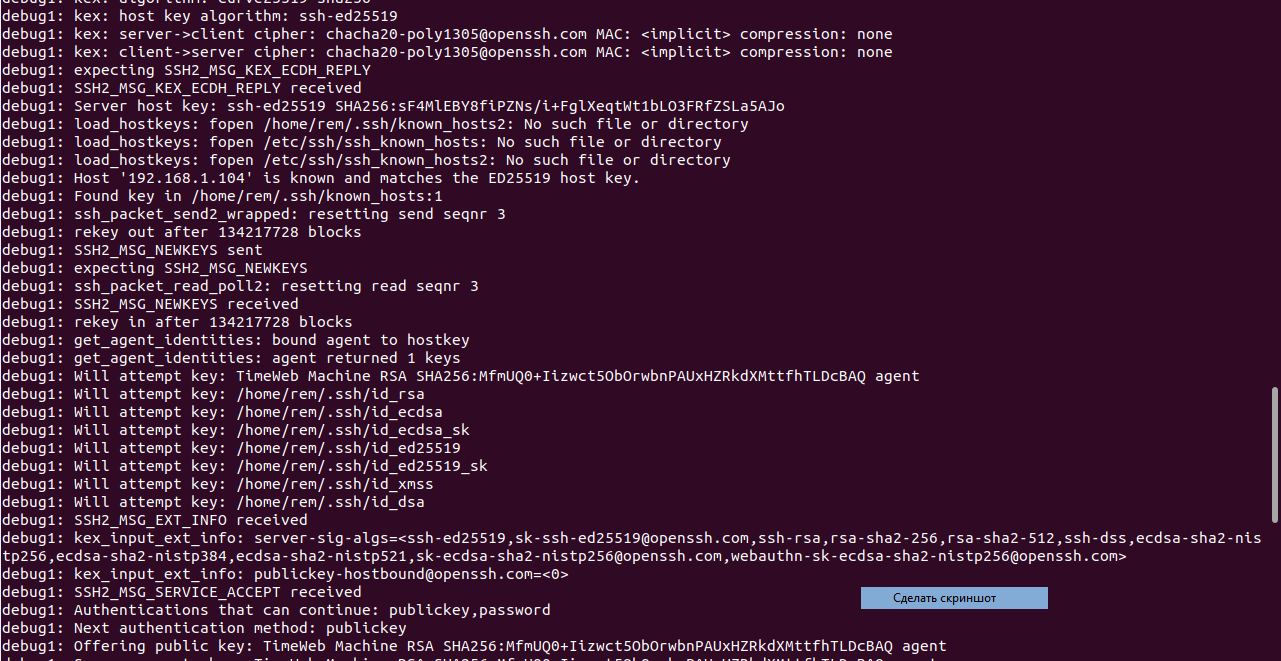 debug1: kex: algorithm: curve25519-sha256
debug1: kex: host key algorithm: ssh-ed25519
debug1: kex: server->client cipher: chacha20-poly1305@openssh.com MAC: <implicit> compression: none
debug1: kex: client->server cipher: chacha20-poly1305@openssh.com MAC: <implicit> compression: none
debug1: expecting SSH2_MSG_KEX_ECDH_REPLY
debug1: SSH2_MSG_KEX_ECDH_REPLY received
debug1: Server host key: ssh-ed25519 SHA256:sF4MlEBY8fiPZNs/i+FglXeqtWt1bLO3FRfZSLa5AJo
debug1: load_hostkeys: fopen /home/rem/.ssh/known_hosts2: No such file or directory
debug1: load_hostkeys: fopen /etc/ssh/ssh_known_hosts: No such file or directory
debug1: load_hostkeys: fopen /etc/ssh/ssh_known_hosts2: No such file or directory
debug1: Host '192.168.1.104' is known and matches the ED25519 host key.
debug1: Found key in /home/rem/.ssh/known_hosts:1
debug1: ssh_packet_send2_wrapped: resetting send seqnr 3
debug1: rekey out after 134217728 blocks
debug1: SSH2_MSG_NEWKEYS sent
debug1: expecting SSH2_MSG_NEWKEYS
debug1: ssh_packet_read_poll2: resetting read seqnr 3
debug1: SSH2_MSG_NEWKEYS received
debug1: rekey in after 134217728 blocks
debug1: get_agent_identities: bound agent to hostkey
debug1: get_agent_identities: agent returned 1 keys
debug1: Will attempt key: TimeWeb Machine RSA SHA256:MfmUQ0+Iizwct5ObOrwbnPAUxHZRkdXMttfhTLDcBAQ agent
debug1: Will attempt key: /home/rem/.ssh/id_rsa
debug1: Will attempt key: /home/rem/.ssh/id_ecdsa
debug1: Will attempt key: /home/rem/.ssh/id_ecdsa_sk
debug1: Will attempt key: /home/rem/.ssh/id_ed25519
debug1: Will attempt key: /home/rem/.ssh/id_ed25519_sk
debug1: Will attempt key: /home/rem/.ssh/id_xmss
debug1: Will attempt key: /home/rem/.ssh/id_dsa
debug1: SSH2_MSG_EXT_INFO received
debug1: kex_input_ext_info: server-sig-algs=<ssh-ed25519,sk-ssh-ed25519@openssh.com,ssh-rsa,rsa-sha2-256,rsa-sha2-512,ssh-dss,ecdsa-sha2-nis
tp256,ecdsa-sha2-nistp384,ecdsa-sha2-nistp521,sk-ecdsa-sha2-nistp256@openssh.com,webauthn-sk-ecdsa-sha2-nistp256@openssh.com>
debug1: kex_input_ext_info: publickey-hostbound@openssh.com=<0>
debug1: SSH2_MSG_SERVICE_ACCEPT received
Сделать скриншот
debug1: Authentications that can continue: publickey,password
debug1: Next authentication method: publickey
debug1: Offering public key: TimeWeb Machine RSA SHA256:MfmUQ0+Iizwct5ObOrwbnPAUxHZRkdXMttfhTLDcBAQ agent